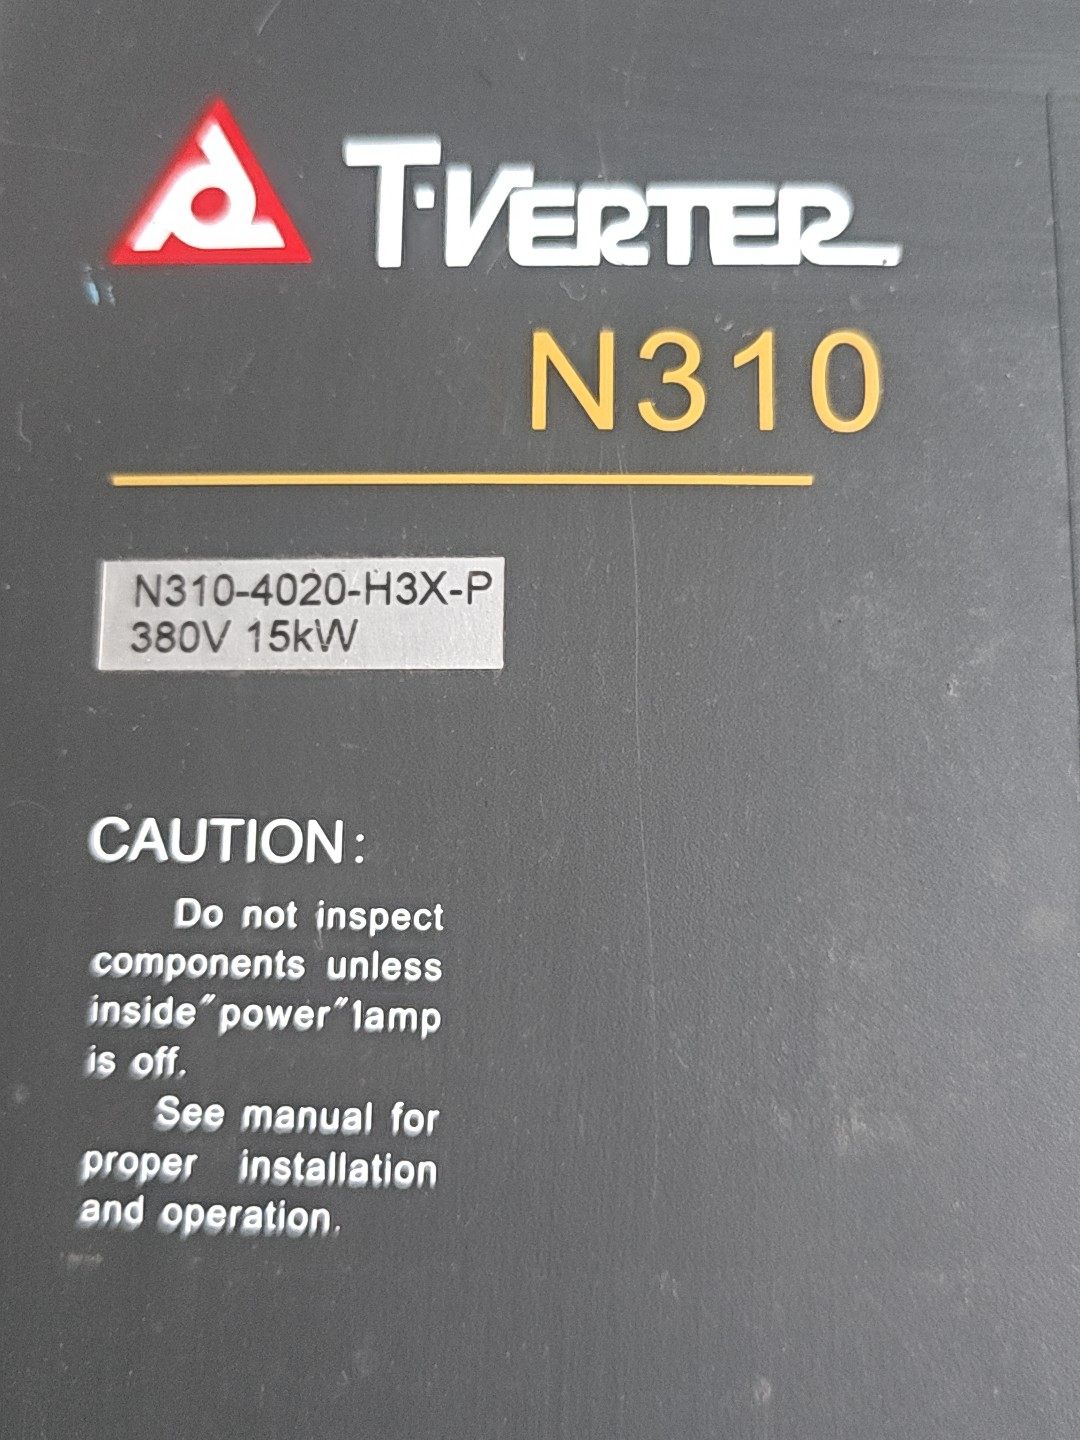 T-VERTER
N310
N310-4020-H3X-P
380V 15kW
CAUTION:
Do not inspect
components unless
inside"power"lamp
is off.
See manual for
proper installation
and operation.